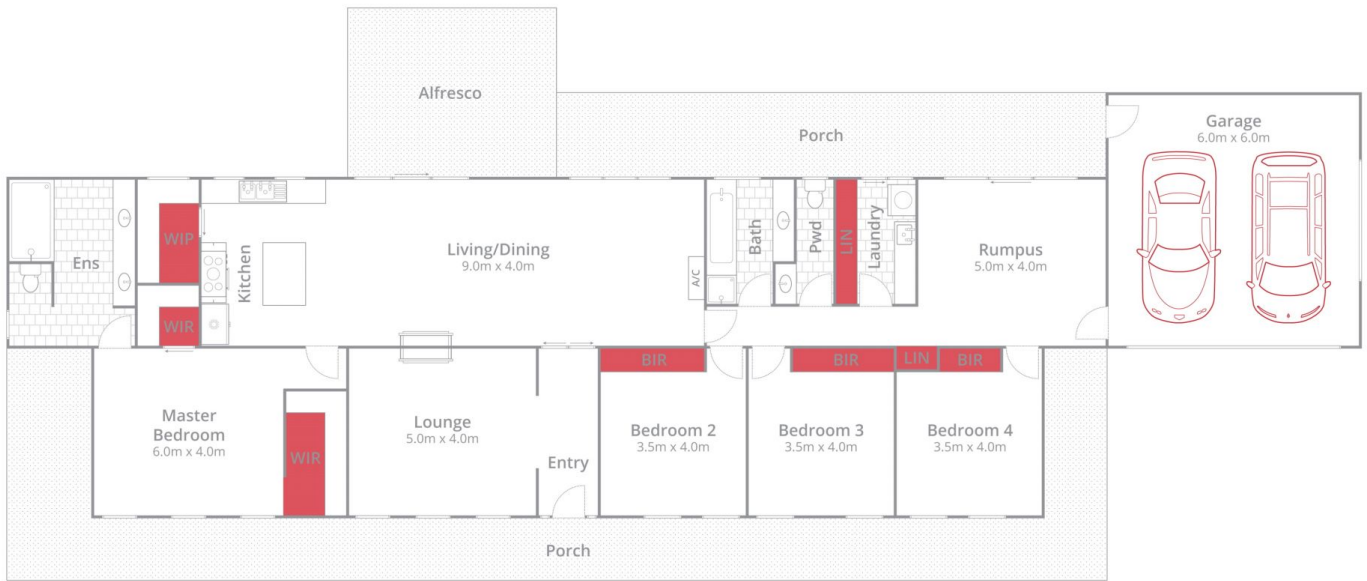 Alfresco
Porch
Garage
6.0m x 6.0m
Ens
WIP
WIR
Kitchen
Living/Dining
9.0m x 4.0m
A/C
Bath
Pwd
LIN
Laundry
Rumpus
5.0m x 4.0m
Master
Bedroom
6.0m x 4.0m
WIR
Lounge
5.0m x 4.0m
Entry
BIR
Bedroom 2
3.5m x 4.0m
BIR
Bedroom 3
3.5m x 4.0m
LIN
BIR
Bedroom 4
3.5m x 4.0m
Porch